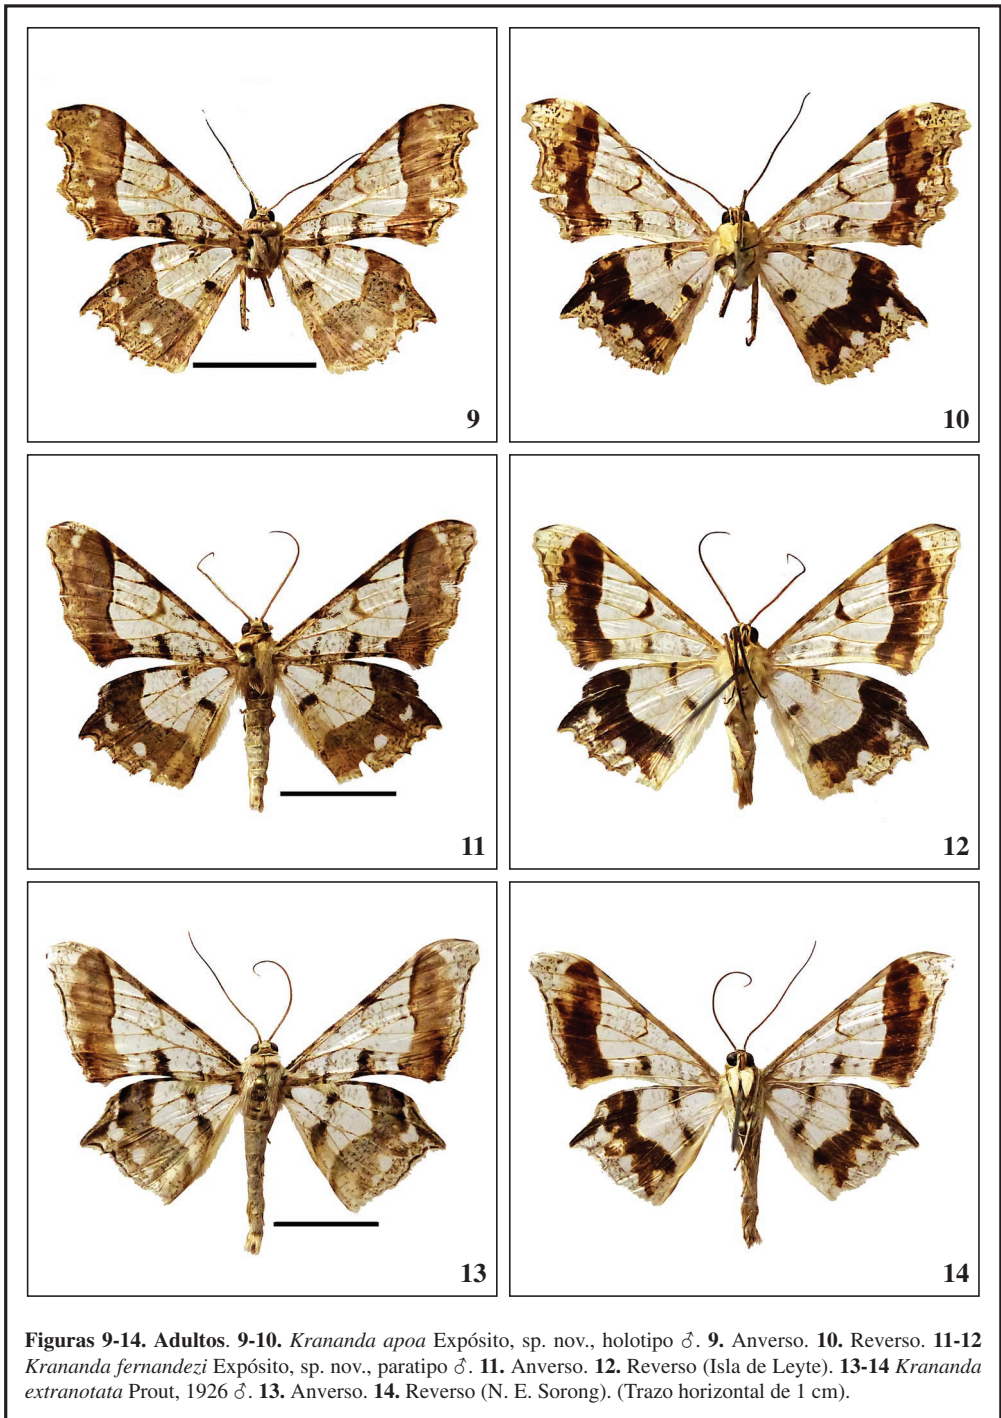 9
10
11
12
13
14
Figuras 9-14. Adultos. 9-10. Krananda apoa Expósito, sp. nov., holotipo ♂. 9. Anverso. 10. Reverso. 11-12
Krananda fernandezi Expósito, sp. nov., paratipo ♂. 11. Anverso. 12. Reverso (Isla de Leyte). 13-14 Krananda
extranotata Prout, 1926 ♂. 13. Anverso. 14. Reverso (N. E. Sorong). (Trazo horizontal de 1 cm).